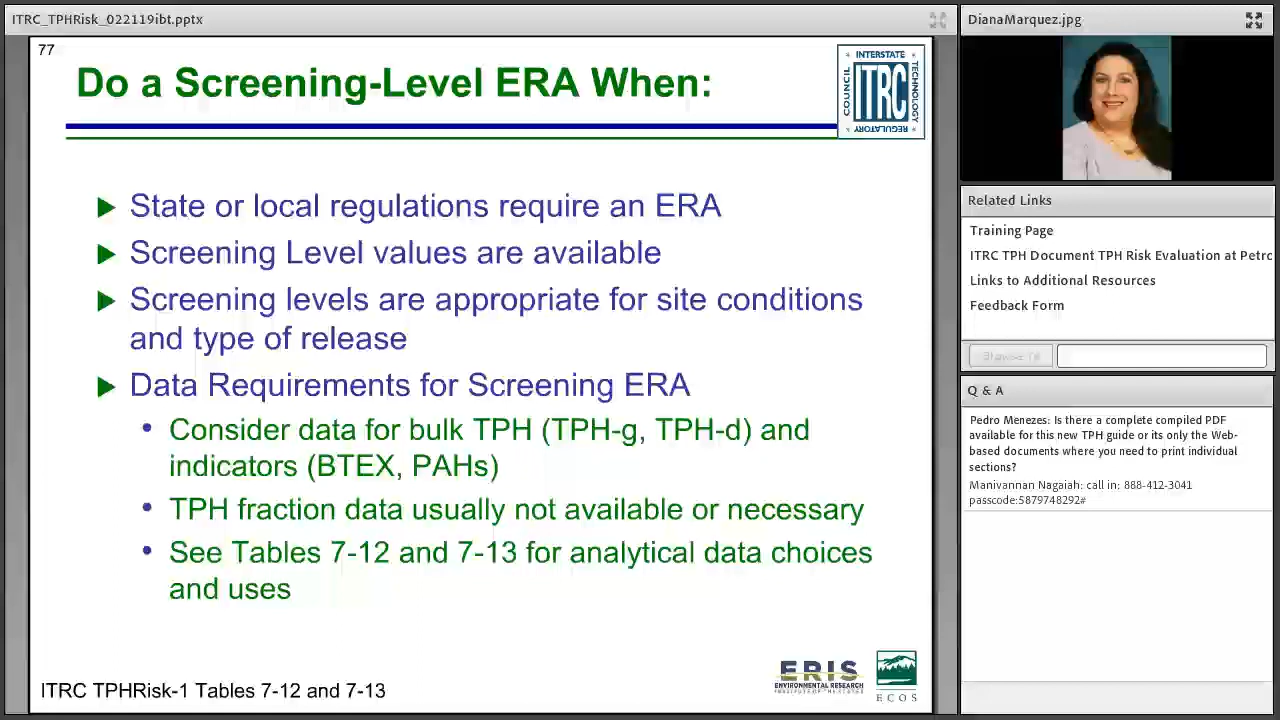 ITRC_TPHRisk_022119ibt.pptx
77
Do a Screening-Level ERA When:
INTERSTATE
COUNCIL
ITRC
TECHNOLOGY
REGULATORY
State or local regulations require an ERA
Screening Level values are available
Screening levels are appropriate for site conditions
and type of release
Data Requirements for Screening ERA
Consider data for bulk TPH (TPH-g, TPH-d) and
indicators (BTEX, PAHs)
TPH fraction data usually not available or necessary
See Tables 7-12 and 7-13 for analytical data choices
and uses
ITRC TPHRisk-1 Tables 7-12 and 7-13
ERIS
ENVIRONMENTAL RESEARCH
ECOS
DianaMarquez.jpg
Related Links
Training Page
ITRC TPH Document TPH Risk Evaluation at Petrc
Links to Additional Resources
Feedback Form
Browse To
Q & A
Pedro Menezes: Is there a complete compiled PDF
available for this new TPH guide or its only the Web-
based documents where you need to print individual
sections?
Manivannan Nagaiah: call in: 888-412-3041
passcode:5879748292#